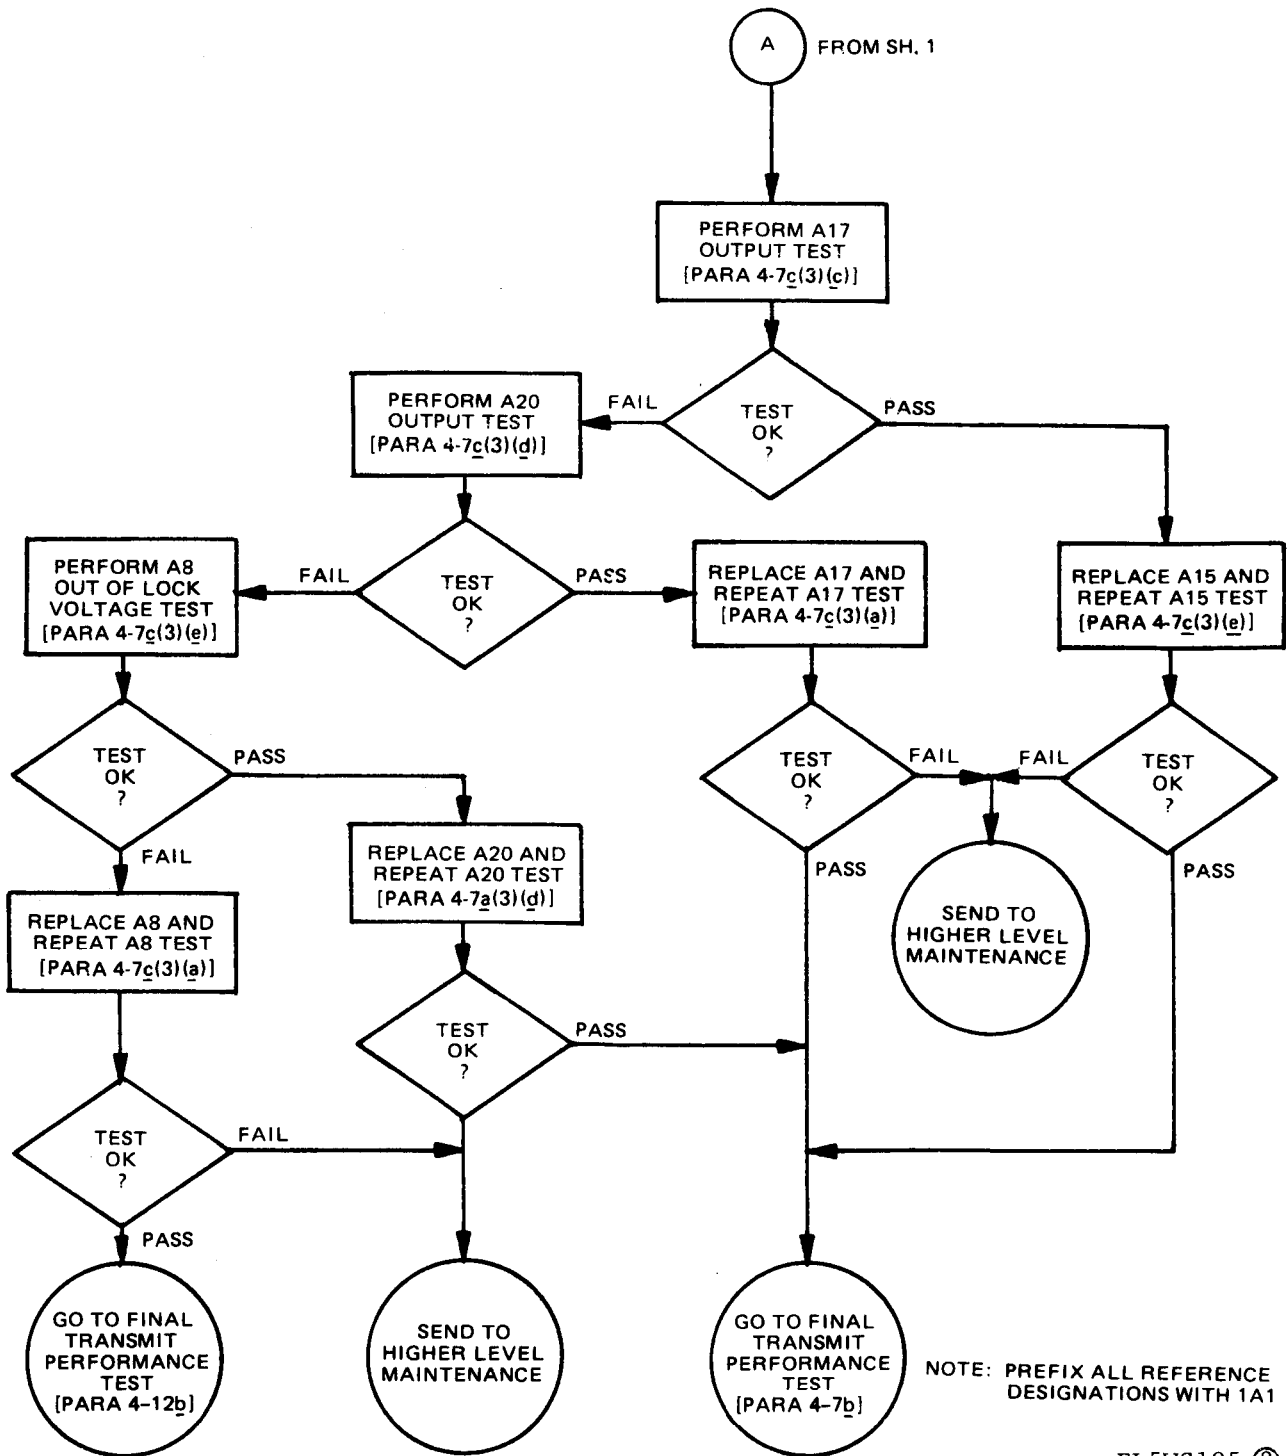 A
FROM SH. 1
PERFORM A17
OUTPUT TEST
[PARA 4-7c(3)(c)]
TEST
OK
?
FAIL
PASS
PERFORM A20
OUTPUT TEST
[PARA 4-7c(3)(d)]
TEST
OK
?
FAIL
PASS
PERFORM A8
OUT OF LOCK
VOLTAGE TEST
[PARA 4-7c(3)(e)]
REPLACE A17 AND
REPEAT A17 TEST
[PARA 4-7c(3)(a)]
REPLACE A15 AND
REPEAT A15 TEST
[PARA 4-7c(3)(e)]
TEST
OK
?
PASS
FAIL
TEST
OK
?
FAIL
PASS
TEST
OK
?
FAIL
PASS
REPLACE A20 AND
REPEAT A20 TEST
[PARA 4-7a(3)(d)]
REPLACE A8 AND
REPEAT A8 TEST
[PARA 4-7c(3)(a)]
SEND TO
HIGHER LEVEL
MAINTENANCE
TEST
OK
?
PASS
TEST
OK
?
FAIL
PASS
GO TO FINAL
TRANSMIT
PERFORMANCE
TEST
[PARA 4-12b]
SEND TO
HIGHER LEVEL
MAINTENANCE
GO TO FINAL
TRANSMIT
PERFORMANCE
TEST
[PARA 4-7b]
NOTE: PREFIX ALL REFERENCE
DESIGNATIONS WITH 1A1